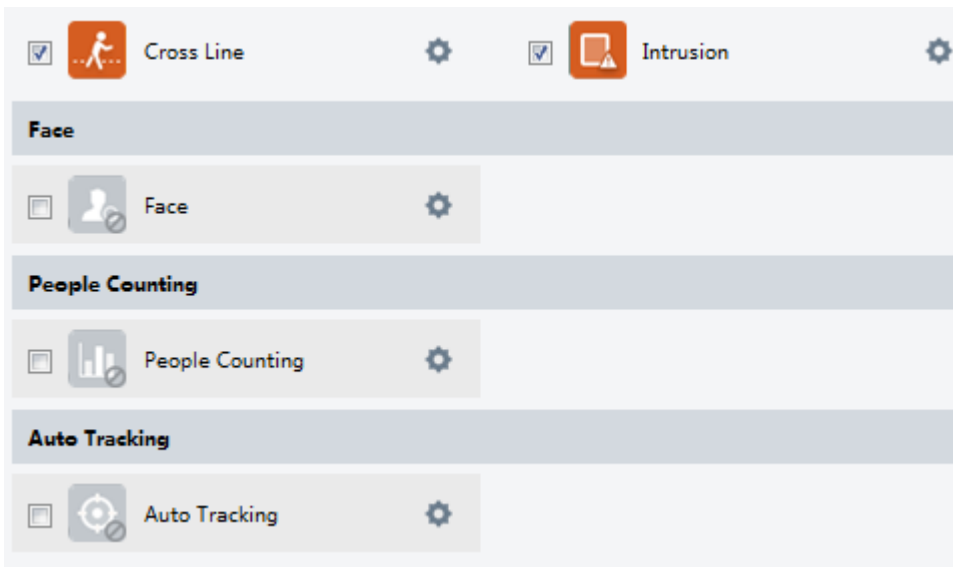 Cross Line
Intrusion
Face
Face
People Counting
People Counting
Auto Tracking
Auto Tracking